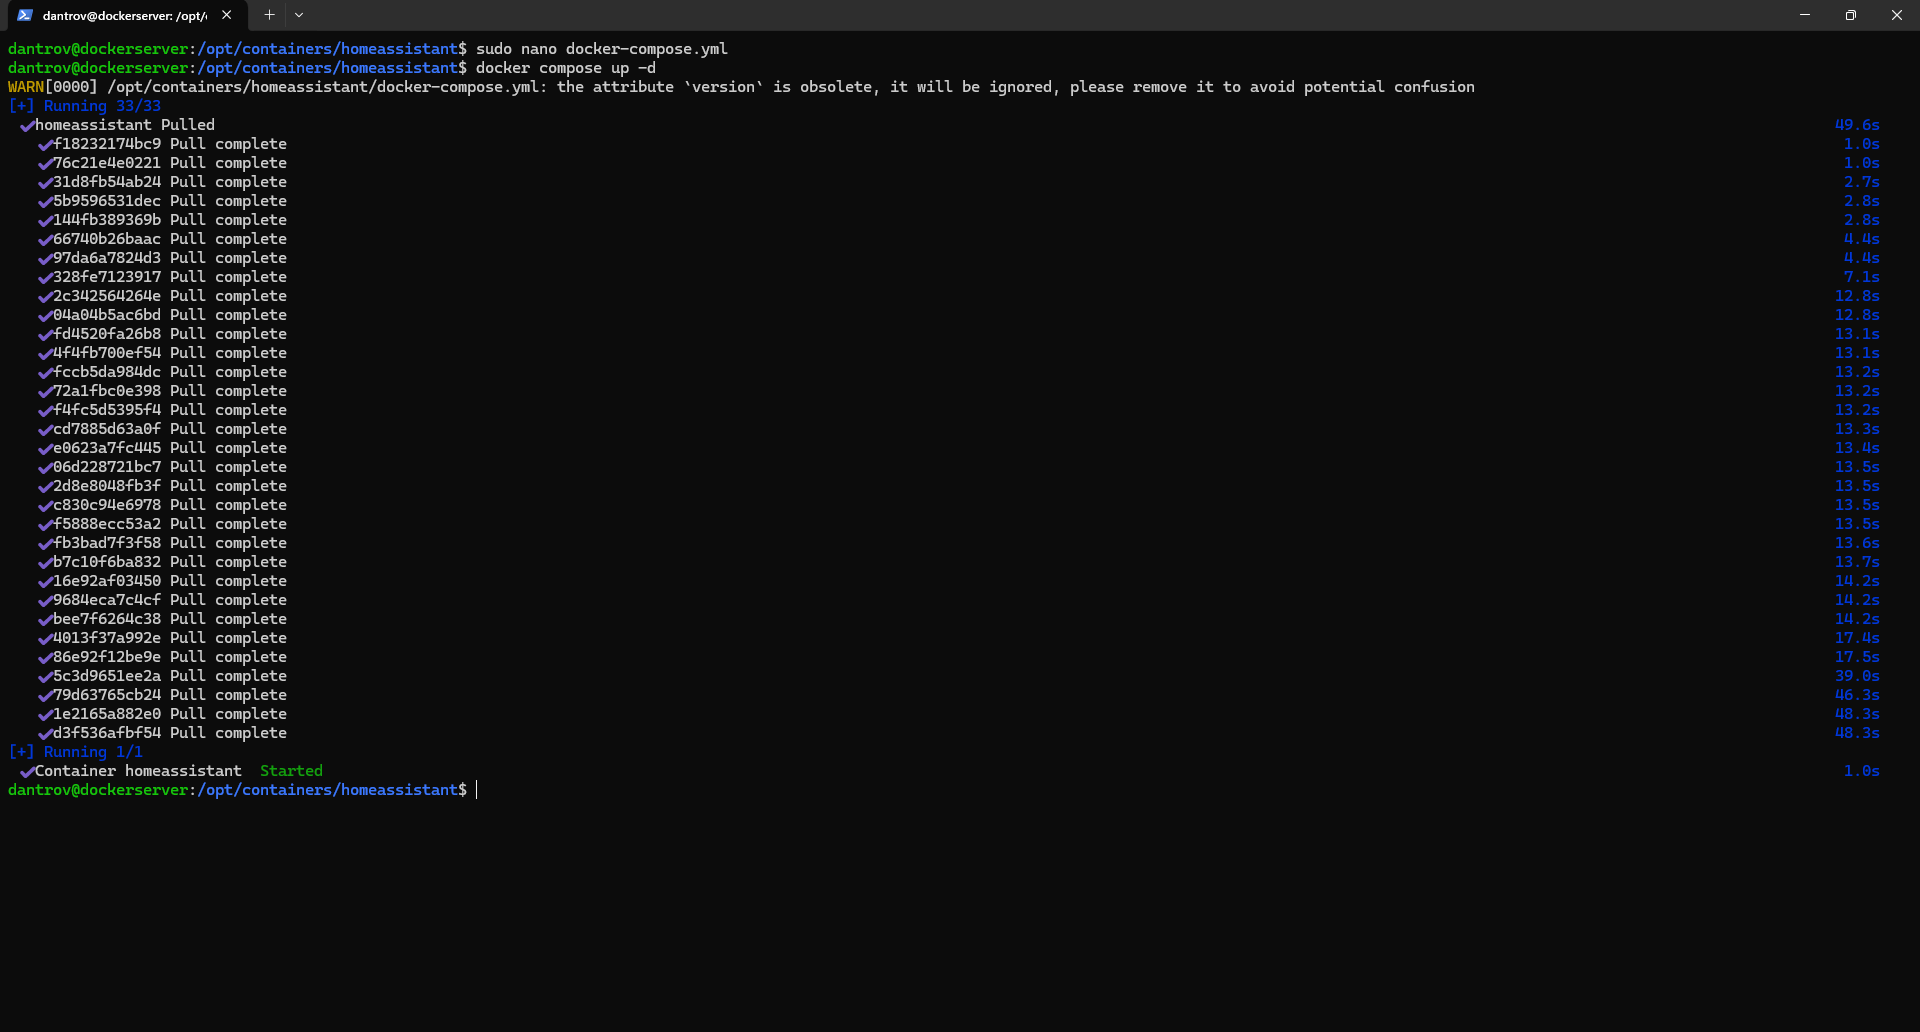 dantrov@dockerserver: /opt/
dantrov@dockerserver:/opt/containers/homeassistant$ sudo nano docker-compose.yml
dantrov@dockerserver:/opt/containers/homeassistant$ docker compose up -d
WARN[0000] /opt/containers/homeassistant/docker-compose.yml: the attribute `version` is obsolete, it will be ignored, please remove it to avoid potential confusion
[+] Running 33/33
✔homeassistant Pulled 49.6s
✔f18232174bc9 Pull complete 1.0s
✔76c21e4e0221 Pull complete 1.0s
✔31d8fb54ab24 Pull complete 2.7s
✔5b9596531dec Pull complete 2.8s
✔144fb389369b Pull complete 2.8s
✔66740b26baac Pull complete 4.4s
✔97da6a7824d3 Pull complete 4.4s
✔328fe7123917 Pull complete 7.1s
✔2c342564264e Pull complete 12.8s
✔04a04b5ac6bd Pull complete 12.8s
✔fd4520fa26b8 Pull complete 13.1s
✔4f4fb700ef54 Pull complete 13.1s
✔fccb5da984dc Pull complete 13.2s
✔72a1fbc0e398 Pull complete 13.2s
✔f4fc5d5395f4 Pull complete 13.2s
✔cd7885d63a0f Pull complete 13.3s
✔e0623a7fc445 Pull complete 13.4s
✔06d228721bc7 Pull complete 13.5s
✔2d8e8048fb3f Pull complete 13.5s
✔c830c94e6978 Pull complete 13.5s
✔f5888ecc53a2 Pull complete 13.5s
✔fb3bad7f3f58 Pull complete 13.6s
✔b7c10f6ba832 Pull complete 13.7s
✔16e92af03450 Pull complete 14.2s
✔9684eca7c4cf Pull complete 14.2s
✔bee7f6264c38 Pull complete 14.2s
✔4013f37a992e Pull complete 17.4s
✔86e92f12be9e Pull complete 17.5s
✔5c3d9651ee2a Pull complete 39.0s
✔79d63765cb24 Pull complete 46.3s
✔1e2165a882e0 Pull complete 48.3s
✔d3f536afbf54 Pull complete 48.3s
[+] Running 1/1
✔Container homeassistant  Started 1.0s
dantrov@dockerserver:/opt/containers/homeassistant$